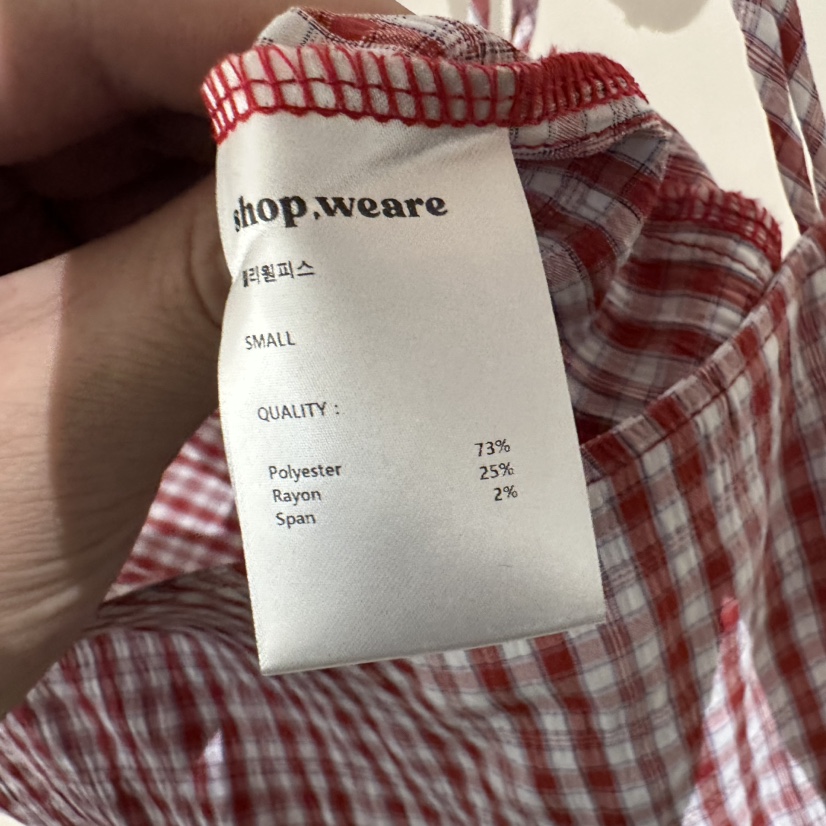 shop.weare
리원피스
SMALL
QUALITY :
Polyester 73%
Rayon 25%
Span 2%